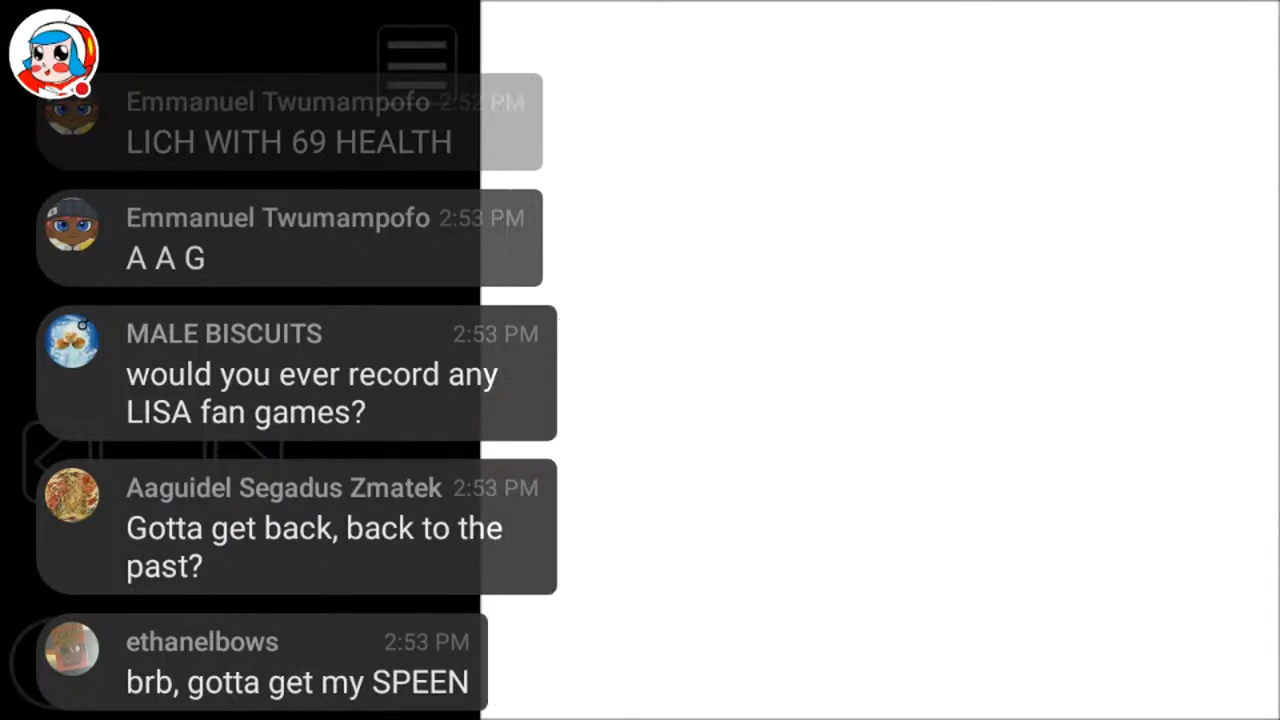 Emmanuel Twumampofo 2:52 PM
LICH WITH 69 HEALTH
Emmanuel Twumampofo 2:53 PM
A A G
MALE BISCUITS 2:53 PM
would you ever record any
LISA fan games?
Aaguidel Segadus Zmatek 2:53 PM
Gotta get back, back to the
past?
ethanelbows 2:53 PM
brb, gotta get my SPEEN